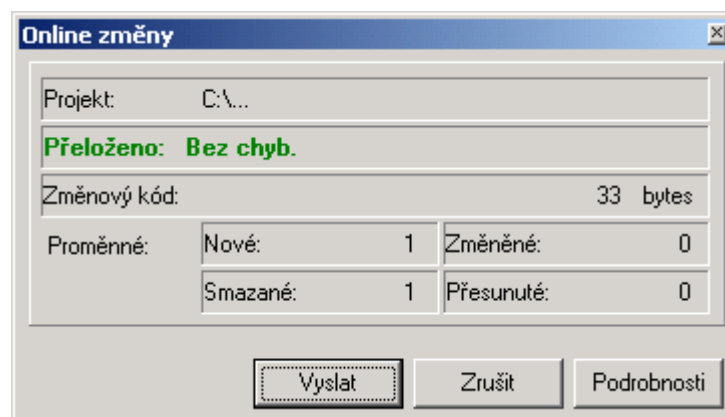 Online změny
Projekt: C:\...
Přeloženo: Bez chyb.
Změnový kód: 33 bytes
Proměnné: Nové: 1 Změněné: 0
Smazané: 1 Přesunuté: 0
Vyslat Zrušit Podrobnosti